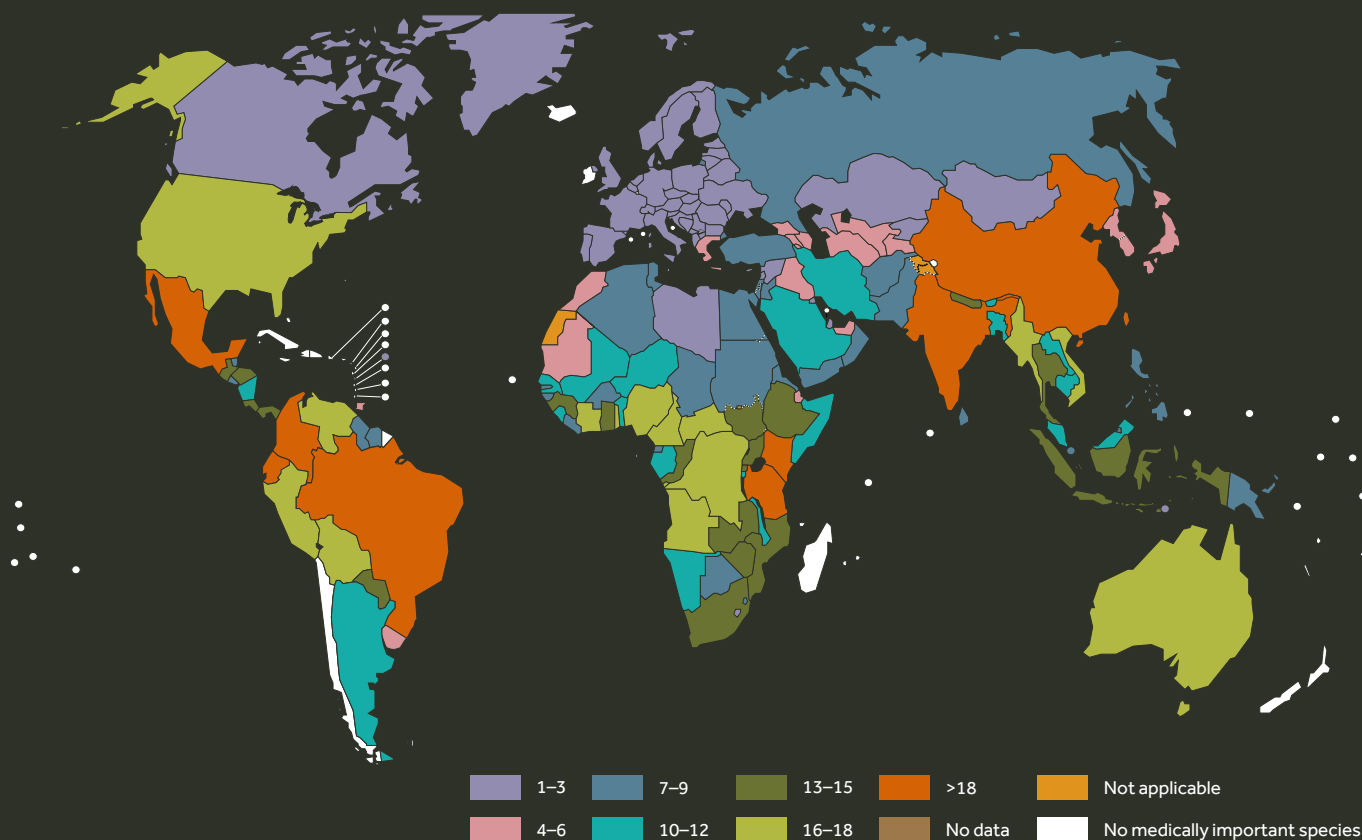 1–3
7–9
13–15
>18
Not applicable
4–6
10–12
16–18
No data
No medically important species